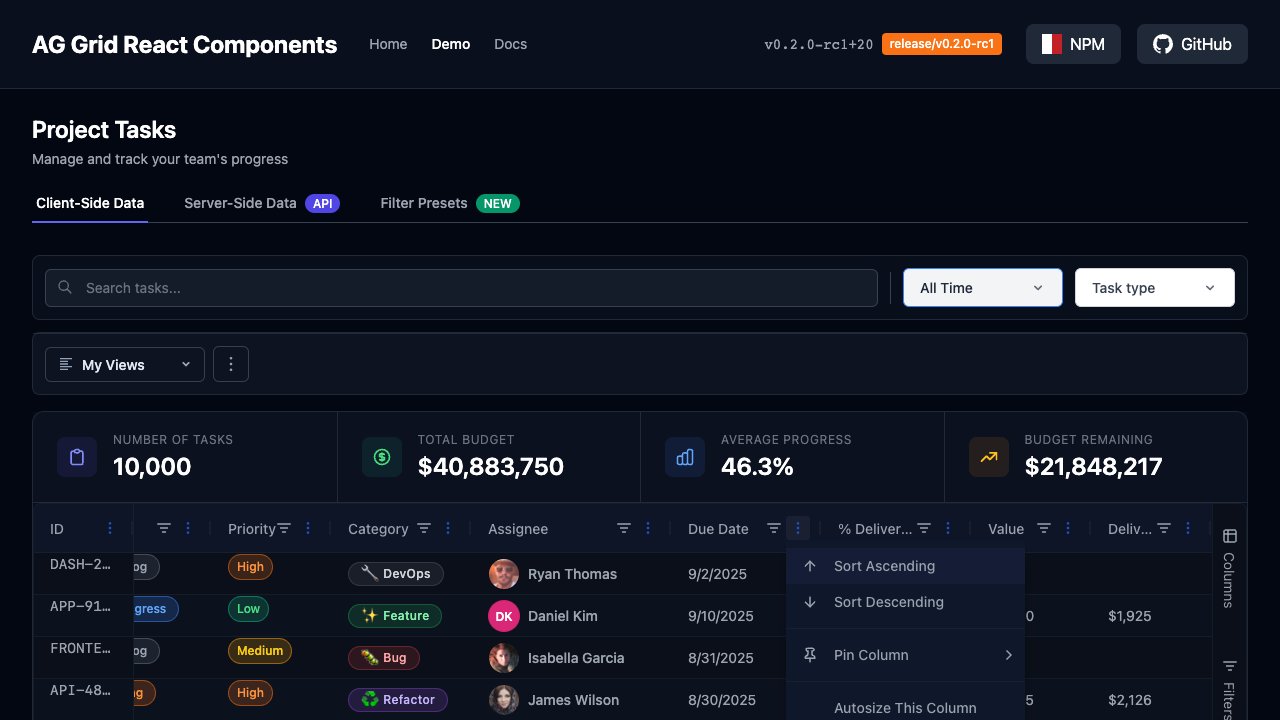 AG Grid React Components
Home
Demo
Docs
v0.2.0-rc1+20
release/v0.2.0-rc1
NPM
GitHub
Project Tasks
Manage and track your team's progress
Client-Side Data
Server-Side Data API
Filter Presets NEW
Search tasks...
All Time
Task type
My Views
NUMBER OF TASKS
10,000
TOTAL BUDGET
$40,883,750
AVERAGE PROGRESS
46.3%
BUDGET REMAINING
$21,848,217
ID Priority Category Assignee Due Date % Deliver... Value Deliv...
DASH-2... og High 🔧 DevOps Ryan Thomas 9/2/2025
APP-91... gress Low ✨ Feature DK Daniel Kim 9/10/2025 0 $1,925
FRONTE... og Medium 🐛 Bug Isabella Garcia 8/31/2025
API-48... ng High ♻️ Refactor James Wilson 8/30/2025 5 $2,126
Sort Ascending
Sort Descending
Pin Column
Autosize This Column
Columns
Filters